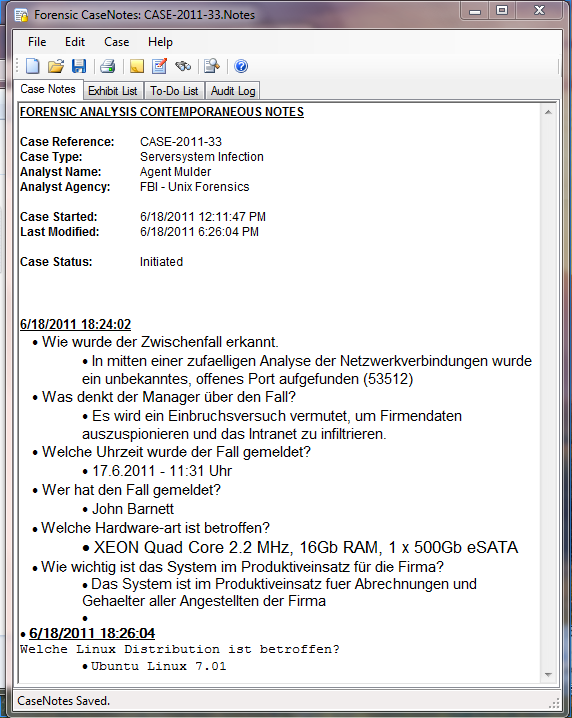 Forensic CaseNotes: CASE-2011-33.Notes
File Edit Case Help
Case Notes Exhibit List To-Do List Audit Log
FORENSIC ANALYSIS CONTEMPORANEOUS NOTES
Case Reference: CASE-2011-33
Case Type: Serversystem Infection
Analyst Name: Agent Mulder
Analyst Agency: FBI - Unix Forensics
Case Started: 6/18/2011 12:11:47 PM
Last Modified: 6/18/2011 6:26:04 PM
Case Status: Initiated
6/18/2011 18:24:02
• Wie wurde der Zwischenfall erkannt.
• In mitten einer zufaelligen Analyse der Netzwerkverbindungen wurde
ein unbekanntes, offenes Port aufgefunden (53512)
• Was denkt der Manager über den Fall?
• Es wird ein Einbruchsversuch vermutet, um Firmendaten
auszuspionieren und das Intranet zu infiltrieren.
• Welche Uhrzeit wurde der Fall gemeldet?
• 17.6.2011 - 11:31 Uhr
• Wer hat den Fall gemeldet?
• John Barnett
• Welche Hardware-art ist betroffen?
• XEON Quad Core 2.2 MHz, 16Gb RAM, 1 x 500Gb eSATA
• Wie wichtig ist das System im Produktiveinsatz für die Firma?
• Das System ist im Produktiveinsatz fuer Abrechnungen und
Gehaelter aller Angestellten der Firma
•
• 6/18/2011 18:26:04
Welche Linux Distribution ist betroffen?
• Ubuntu Linux 7.01
CaseNotes Saved.